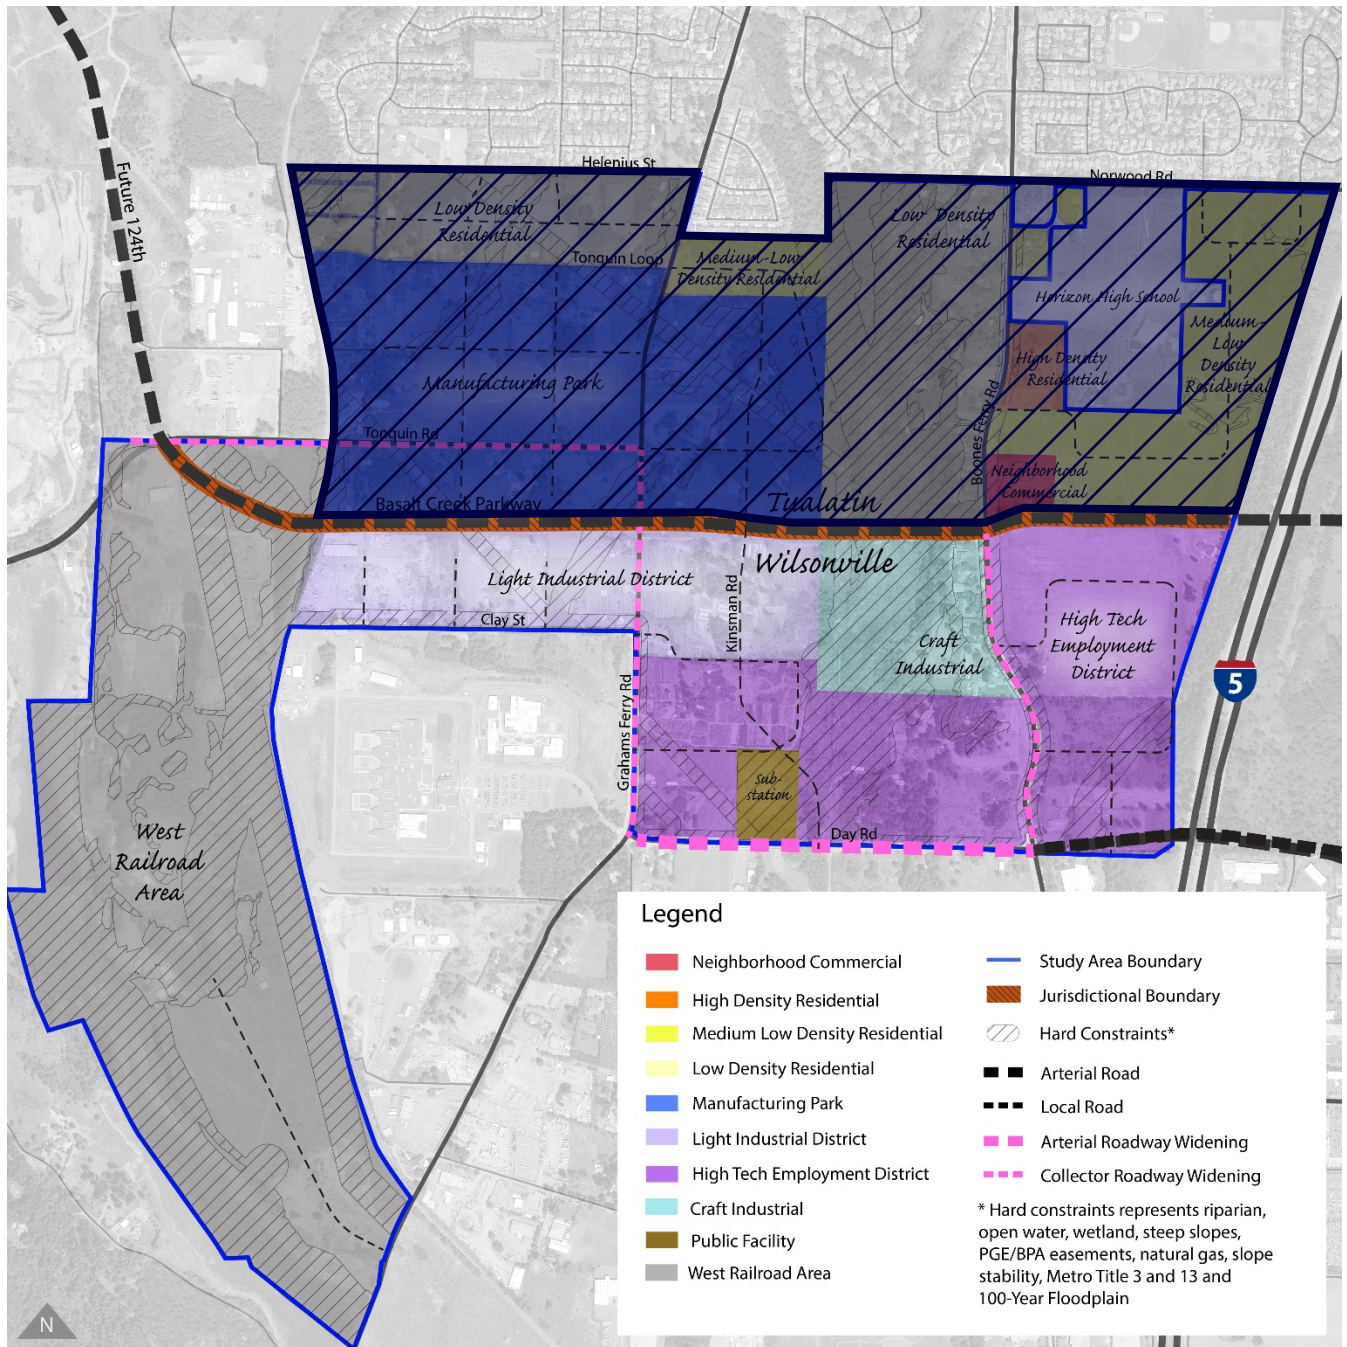 Helenius St
Norwood Rd
Future 124th
Low Density
Residential
Low Density
Residential
Tonquin Loop
Medium-Low
Density Residential
Horizon High School
Medium-
Low
Density
Residential
High Density
Residential
Manufacturing Park
Boones Ferry Rd
Tonquin Rd
Neighborhood
Commercial
Basalt Creek Parkway
Tualatin
Wilsonville
Light Industrial District
Kinsman Rd
Clay St
Craft
Industrial
High Tech
Employment
District
5
Grahams Ferry Rd
Sub-
station
Day Rd
West
Railroad
Area
Legend
Neighborhood Commercial
High Density Residential
Medium Low Density Residential
Low Density Residential
Manufacturing Park
Light Industrial District
High Tech Employment District
Craft Industrial
Public Facility
West Railroad Area
Study Area Boundary
Jurisdictional Boundary
Hard Constraints*
Arterial Road
Local Road
Arterial Roadway Widening
Collector Roadway Widening
* Hard constraints represents riparian,
open water, wetland, steep slopes,
PGE/BPA easements, natural gas, slope
stability, Metro Title 3 and 13 and
100-Year Floodplain
N